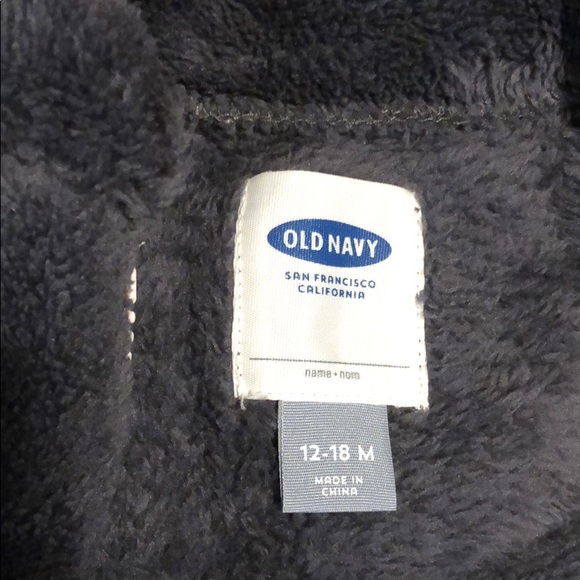 OLD NAVY
SAN FRANCISCO
CALIFORNIA
name • nom
12-18 M
MADE IN
CHINA